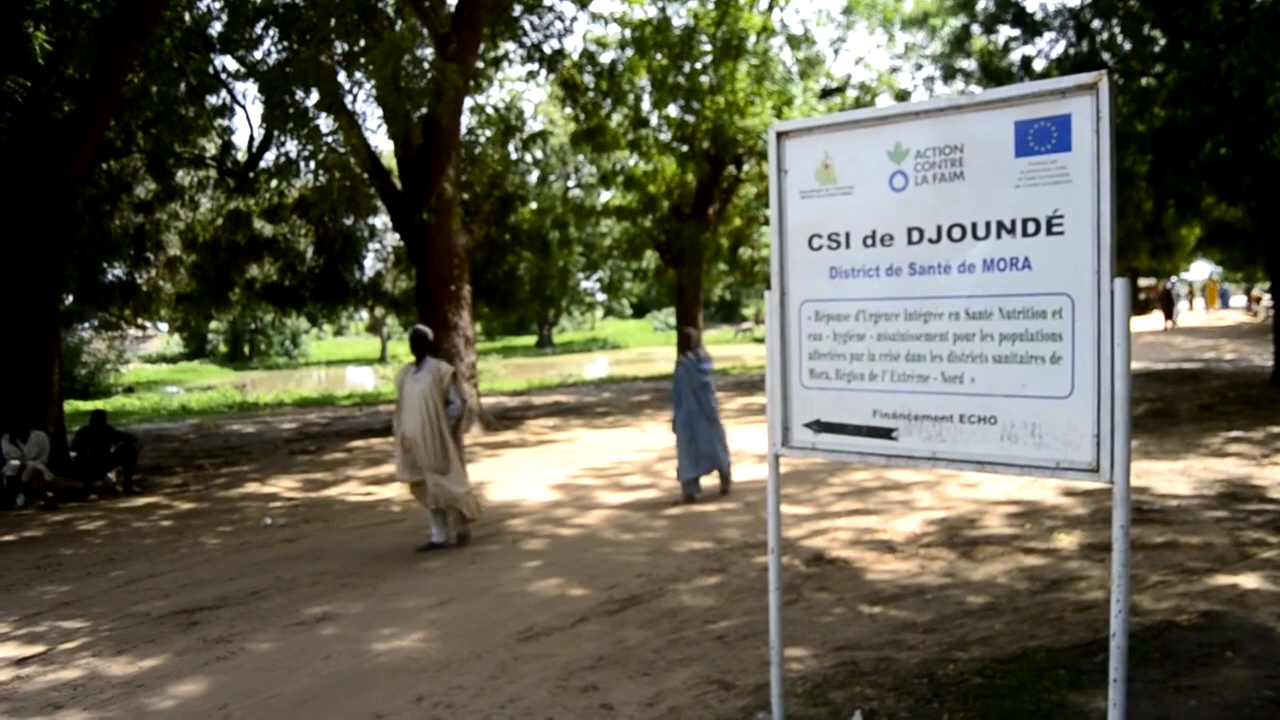 ACTION
CONTRE
LA FAIM
CSI de DJOUNDÉ
District de Santé de MORA
« Réponse d'Urgence Intégrée en Santé Nutrition et
eau - hygiène - assainissement pour les populations
affectées par la crise dans les districts sanitaires de
Mora, Région de l' Extrême - Nord »
Financement ECHO